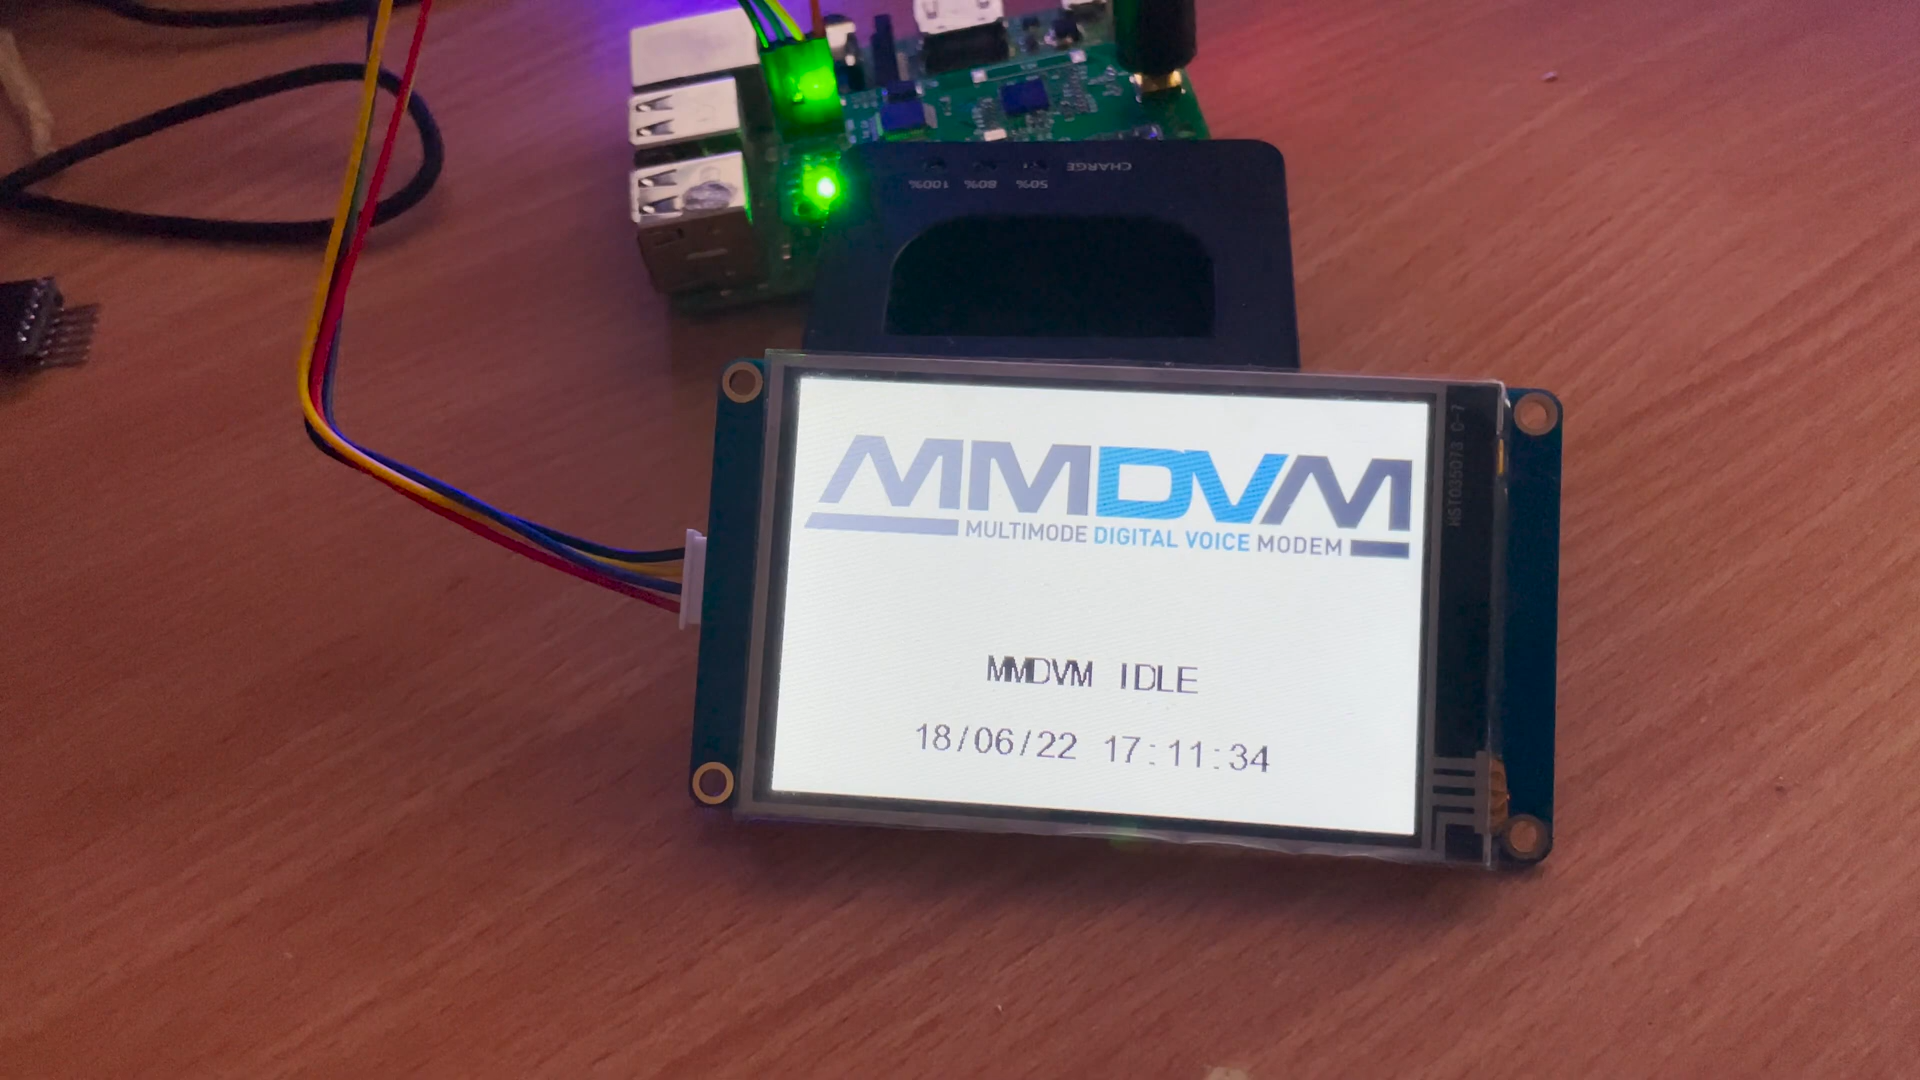 CHARGE
50% 80% 100%
MMDVM
MULTIMODE DIGITAL VOICE MODEM
MMDVM IDLE
18/06/22 17:11:34